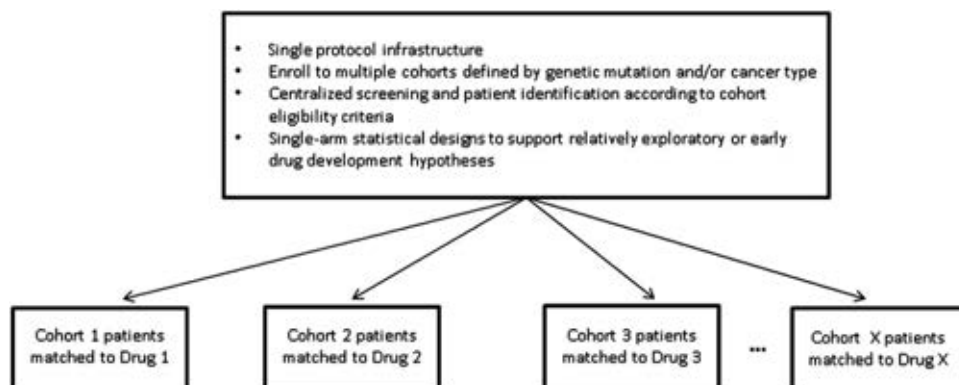 • Single protocol infrastructure
• Enroll to multiple cohorts defined by genetic mutation and/or cancer type
• Centralized screening and patient identification according to cohort
eligibility criteria
• Single-arm statistical designs to support relatively exploratory or early
drug development hypotheses
Cohort 1 patients
matched to Drug 1
Cohort 2 patients
matched to Drug 2
Cohort 3 patients
matched to Drug 3
...
Cohort X patients
matched to Drug X